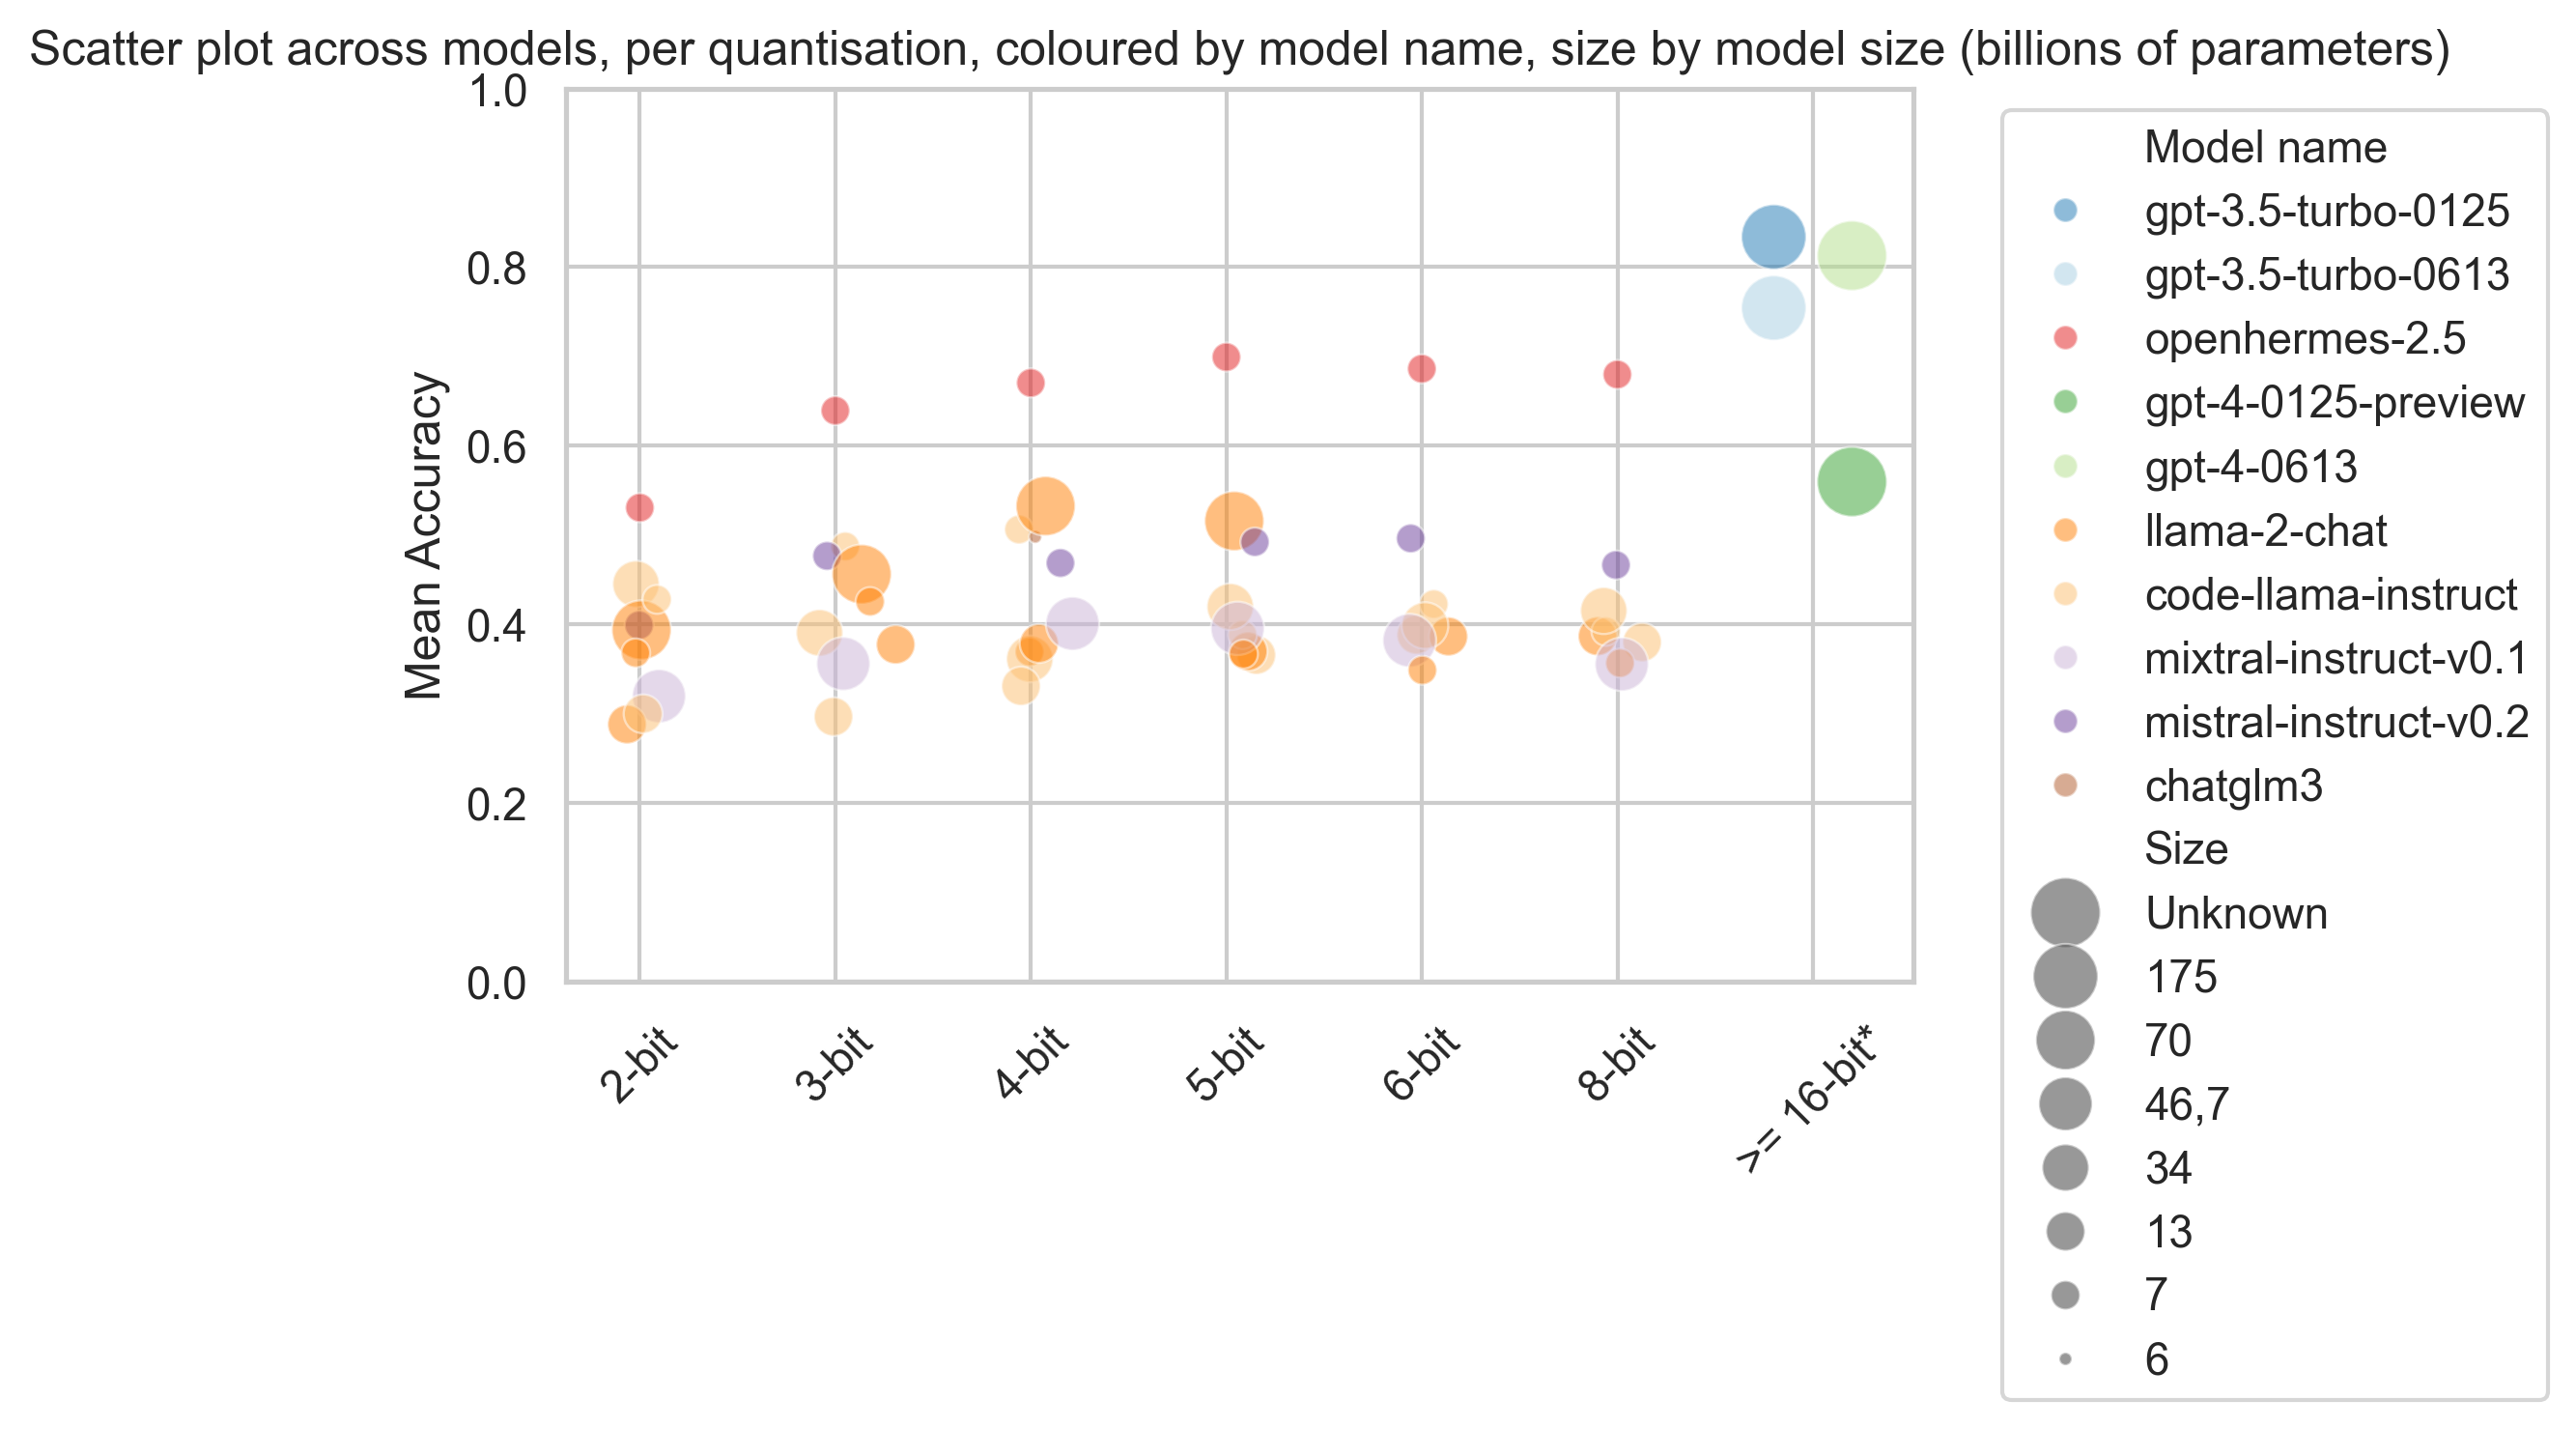 Scatter plot across models, per quantisation, coloured by model name, size by model size (billions of parameters)
1.0
0.8
0.6
0.4
0.2
0.0
Mean Accuracy
2-bit
3-bit
4-bit
5-bit
6-bit
8-bit
>= 16-bit*
Model name
gpt-3.5-turbo-0125
gpt-3.5-turbo-0613
openhermes-2.5
gpt-4-0125-preview
gpt-4-0613
llama-2-chat
code-llama-instruct
mixtral-instruct-v0.1
mistral-instruct-v0.2
chatglm3
Size
Unknown
175
70
46,7
34
13
7
6